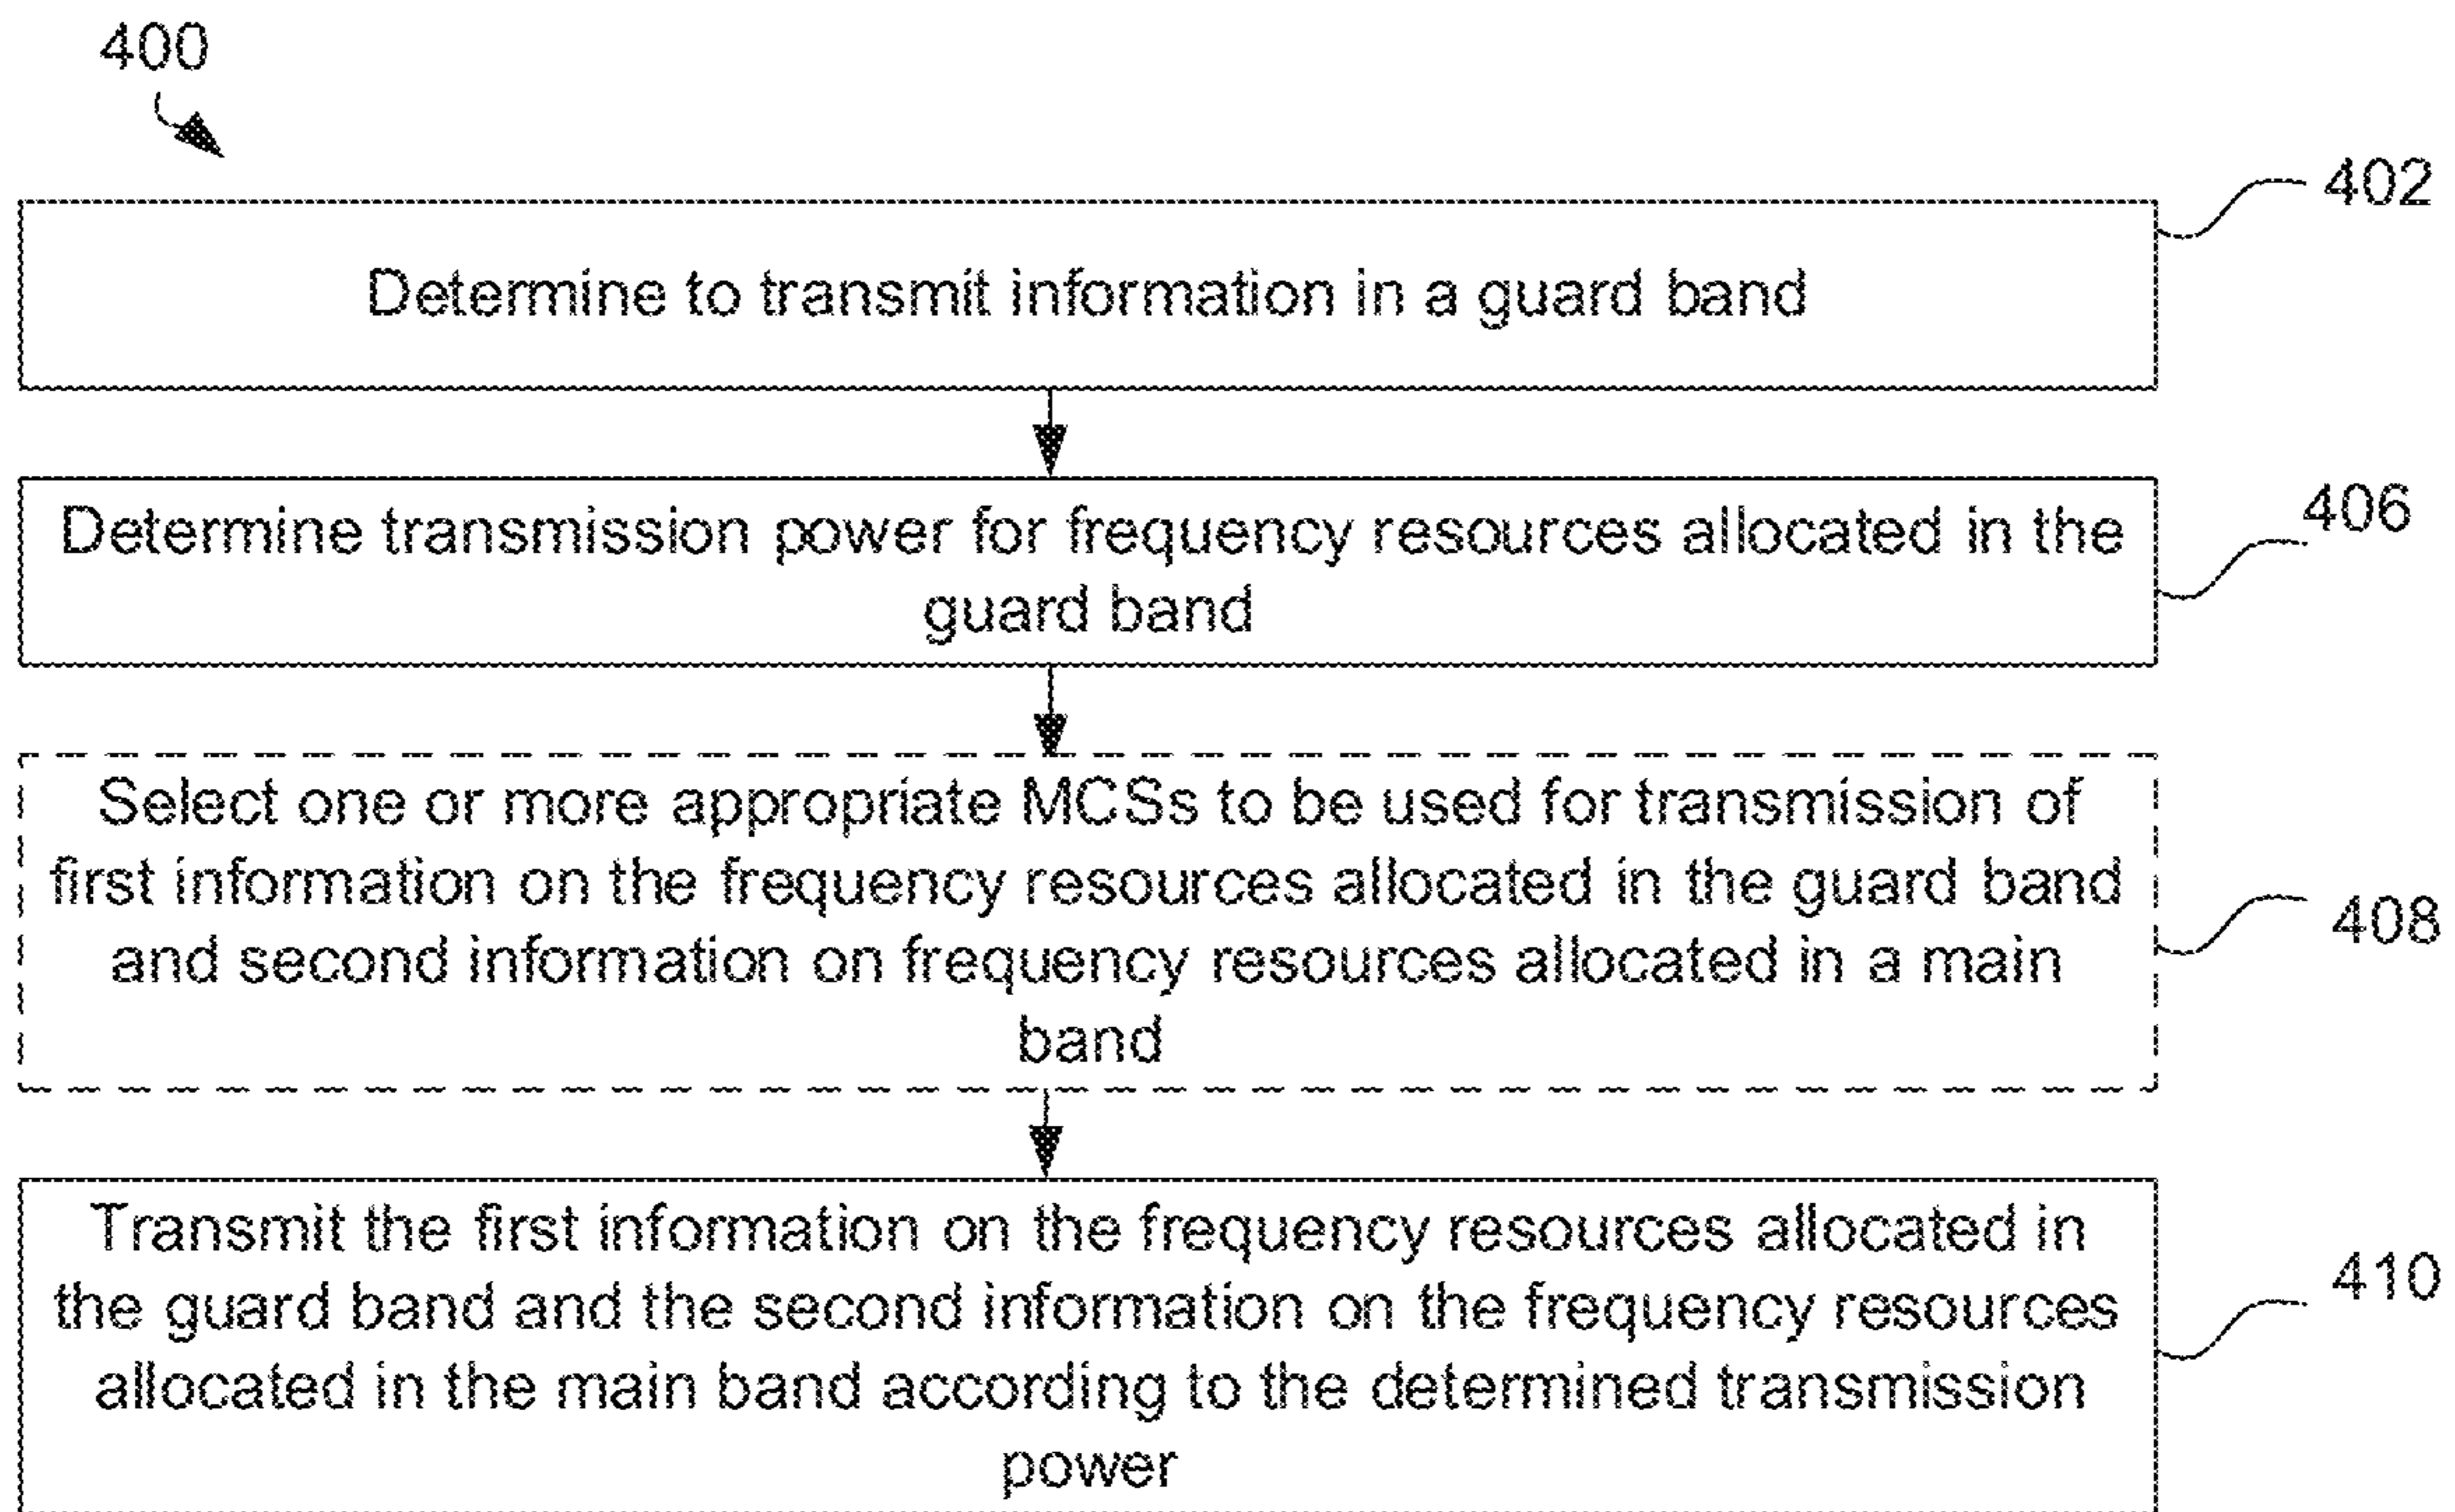 400
402
Determine to transmit information in a guard band
406
Determine transmission power for frequency resources allocated in the
guard band
Select one or more appropriate MCSs to be used for transmission of
first information on the frequency resources allocated in the guard band
408
and second information on frequency resources allocated in a main
band
Transmit the first information on the frequency resources allocated in
410
the guard band and the second information on the frequency resources
allocated in the main band according to the determined transmission
power